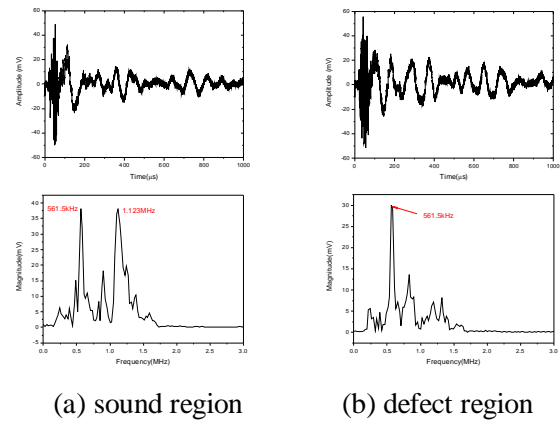 60
40
20
0
-20
-40
-60
0 200 400 600 800 1000
Amplitude (mV)
Time(μs)
60
40
20
0
-20
-40
-60
0 200 400 600 800 1000
Amplitude (mV)
Time(μs)
40
35
30
25
20
15
10
5
0
-5
0.0 0.5 1.0 1.5 2.0 2.5 3.0
Magnitude(mV)
561.5kHz
1.123MHz
Frequency(MHz)
30
25
20
15
10
5
0
0.0 0.5 1.0 1.5 2.0 2.5 3.0
Magnitude(mV)
561.5kHz
Frequency(MHz)
(a) sound region
(b) defect region